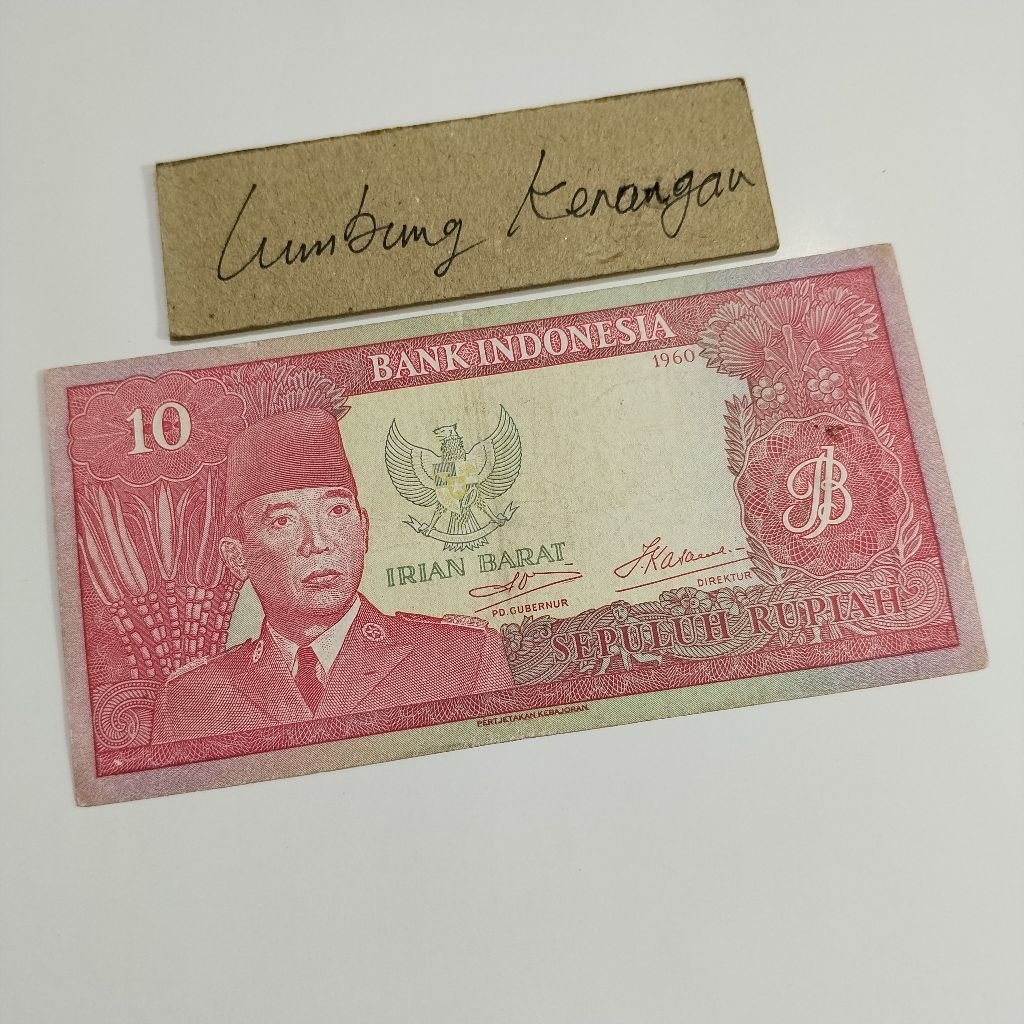 Lumbung Kenangan
BANK INDONESIA
1960
10
IRIAN BARAT
PD. GUBERNUR
DIREKTUR
SEPULUH RUPIAH
PERTJETAKAN KEBAJORAN